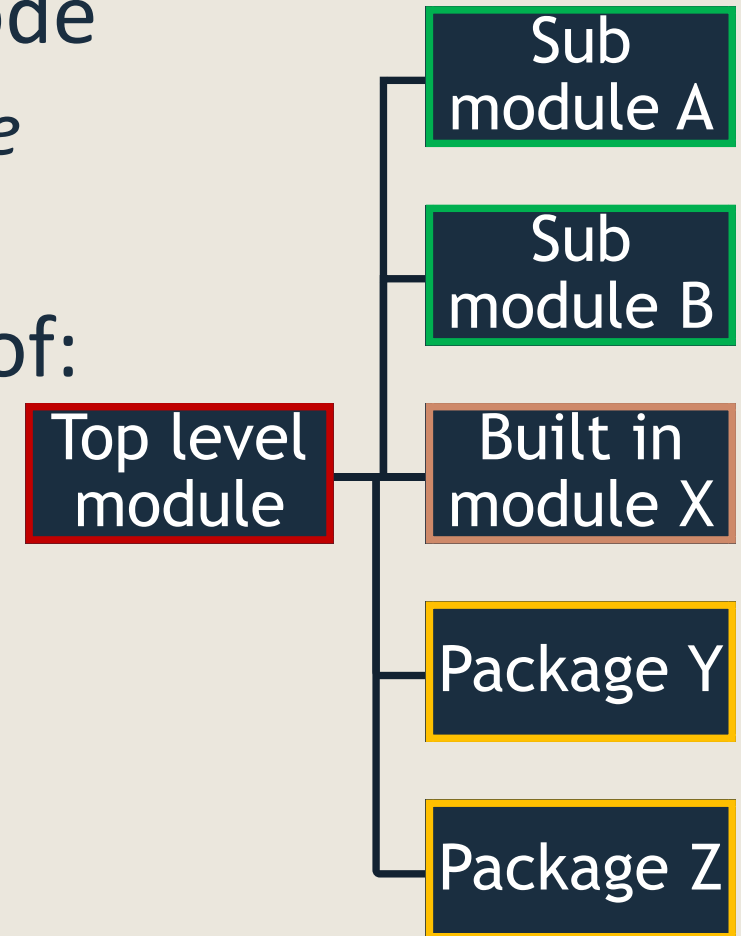 ode
e
of:
Sub
module A
Sub
module B
Top level
module
Built in
module X
Package Y
Package Z